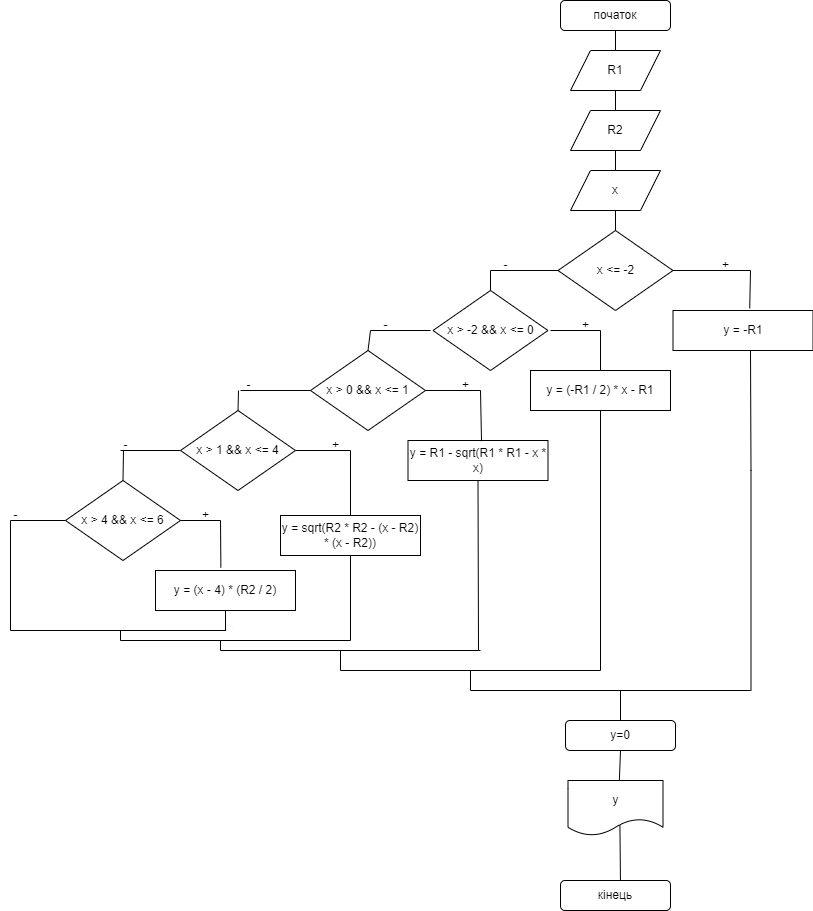 початок
R1
R2
x
x <= -2
-
+
y = -R1
x > -2 && x <= 0
-
+
y = (-R1 / 2) * x - R1
x > 0 && x <= 1
-
+
y = R1 - sqrt(R1 * R1 - x *
x)
x > 1 && x <= 4
-
+
y = sqrt(R2 * R2 - (x - R2)
* (x - R2))
x > 4 && x <= 6
-
+
y = (x - 4) * (R2 / 2)
y=0
y
кінець